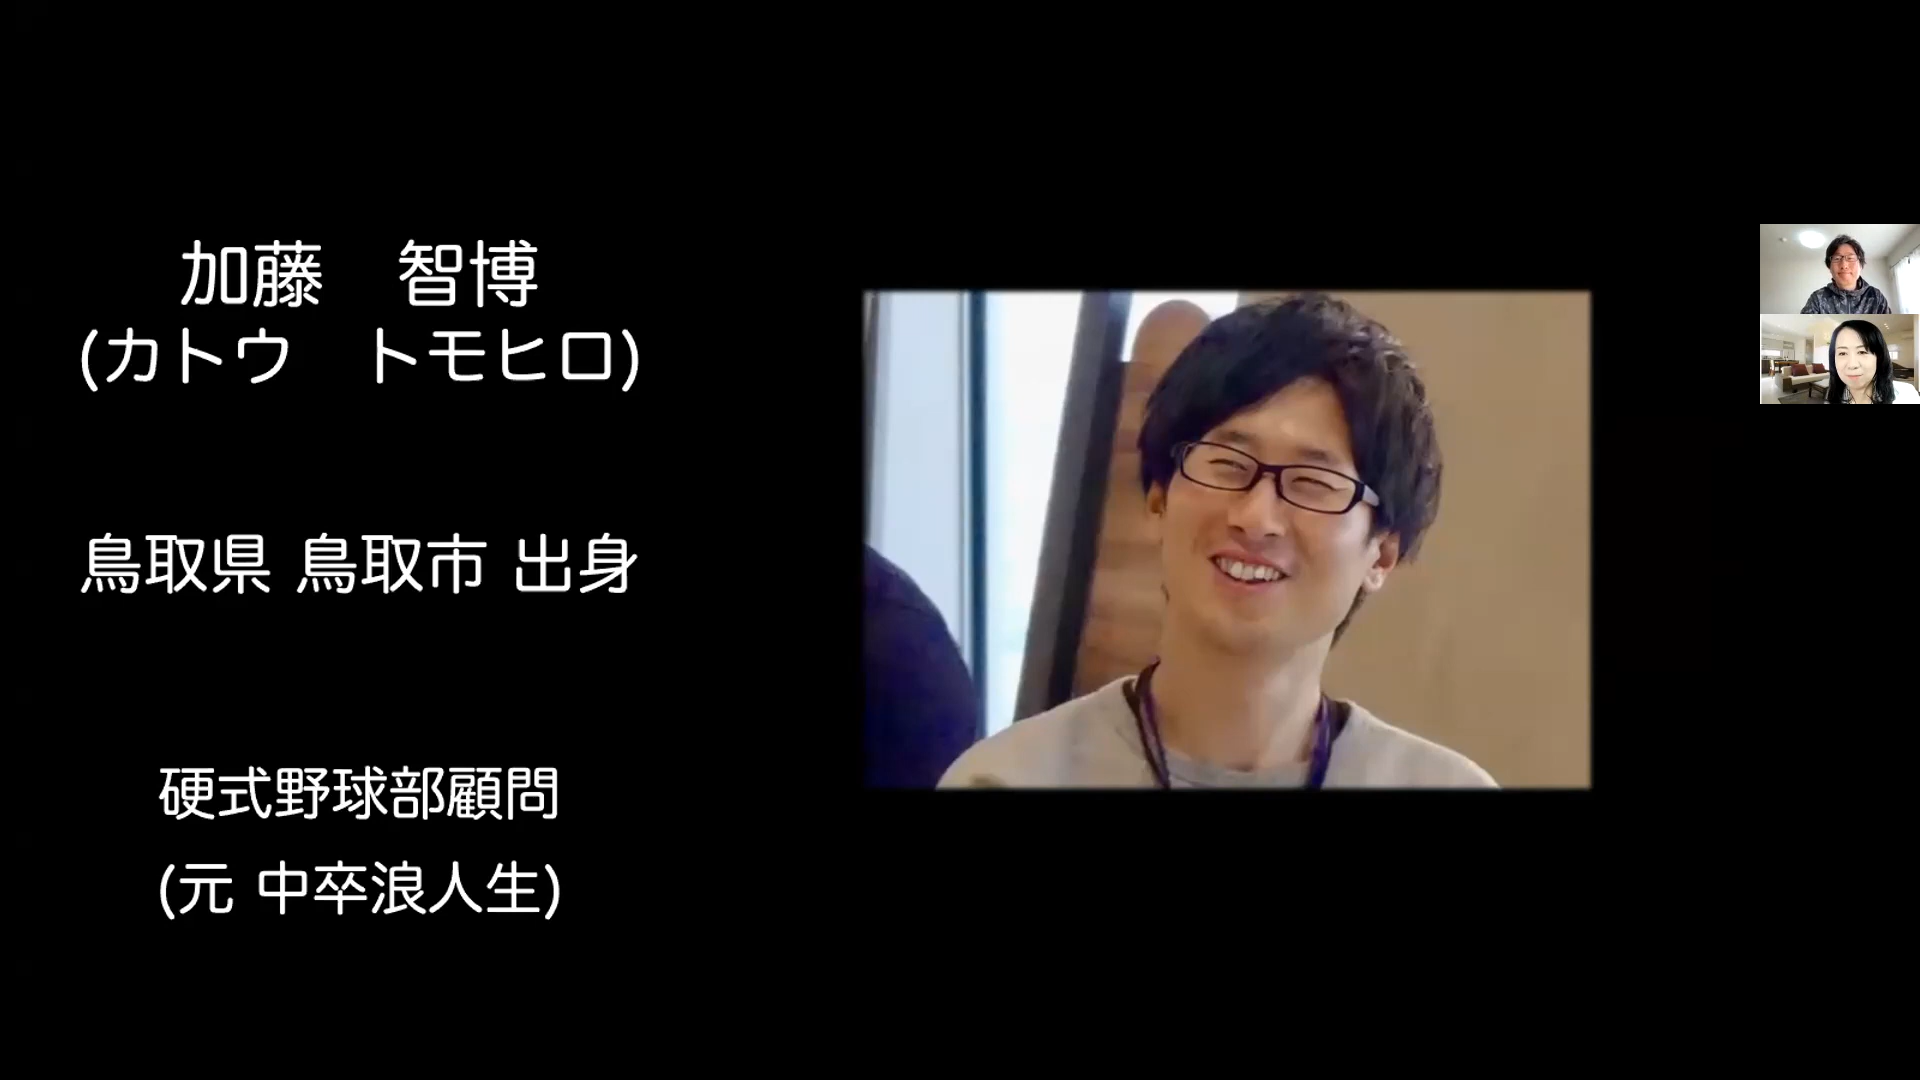 加藤　智博
(カトウ　トモヒロ)
鳥取県 鳥取市 出身
硬式野球部顧問
(元 中卒浪人生)